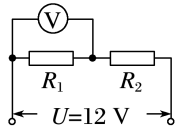 V
R₁ R₂
U=12 V